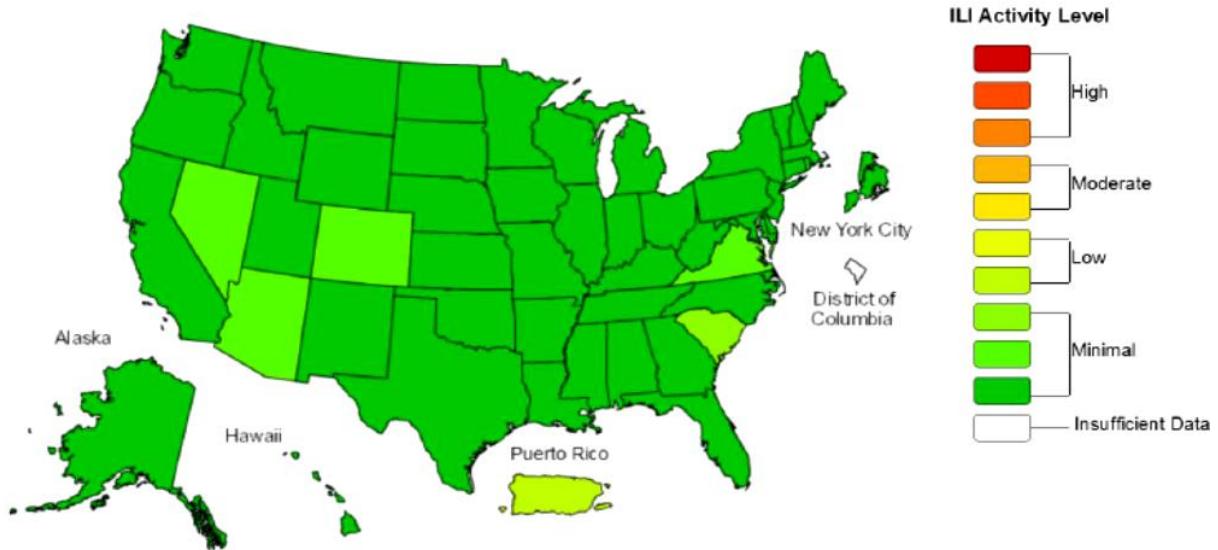 ILI Activity Level
High
Moderate
Low
Minimal
Insufficient Data
New York City
District of
Columbia
Alaska
Hawaii
Puerto Rico